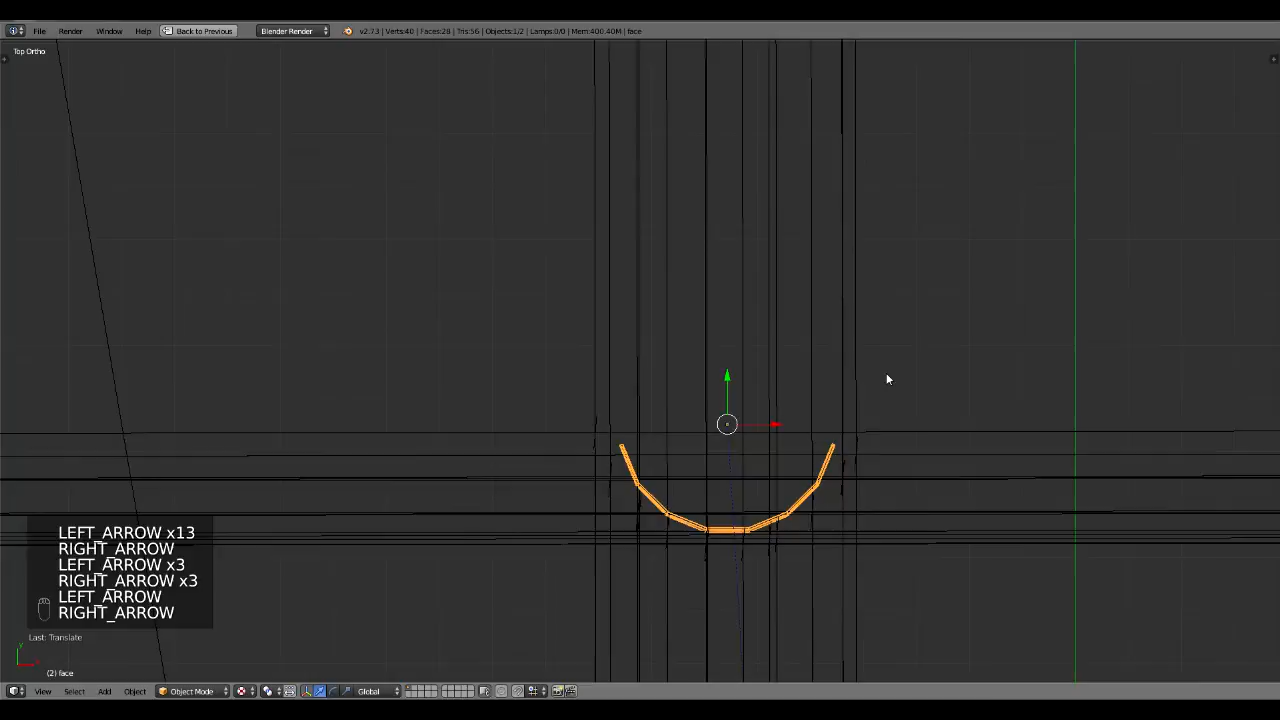 File Render Window Help Back to Previous Blender Render v2.73 | Verts:40 | Faces:28 | Tris:56 | Objects:1/2 | Lamps:0/0 | Mem:400.40M | face
Top Ortho
LEFT_ARROW x13
RIGHT_ARROW
LEFT_ARROW x3
RIGHT_ARROW x3
LEFT_ARROW
RIGHT_ARROW
Last: Translate
y
x
(2) face
View Select Add Object Object Mode Global